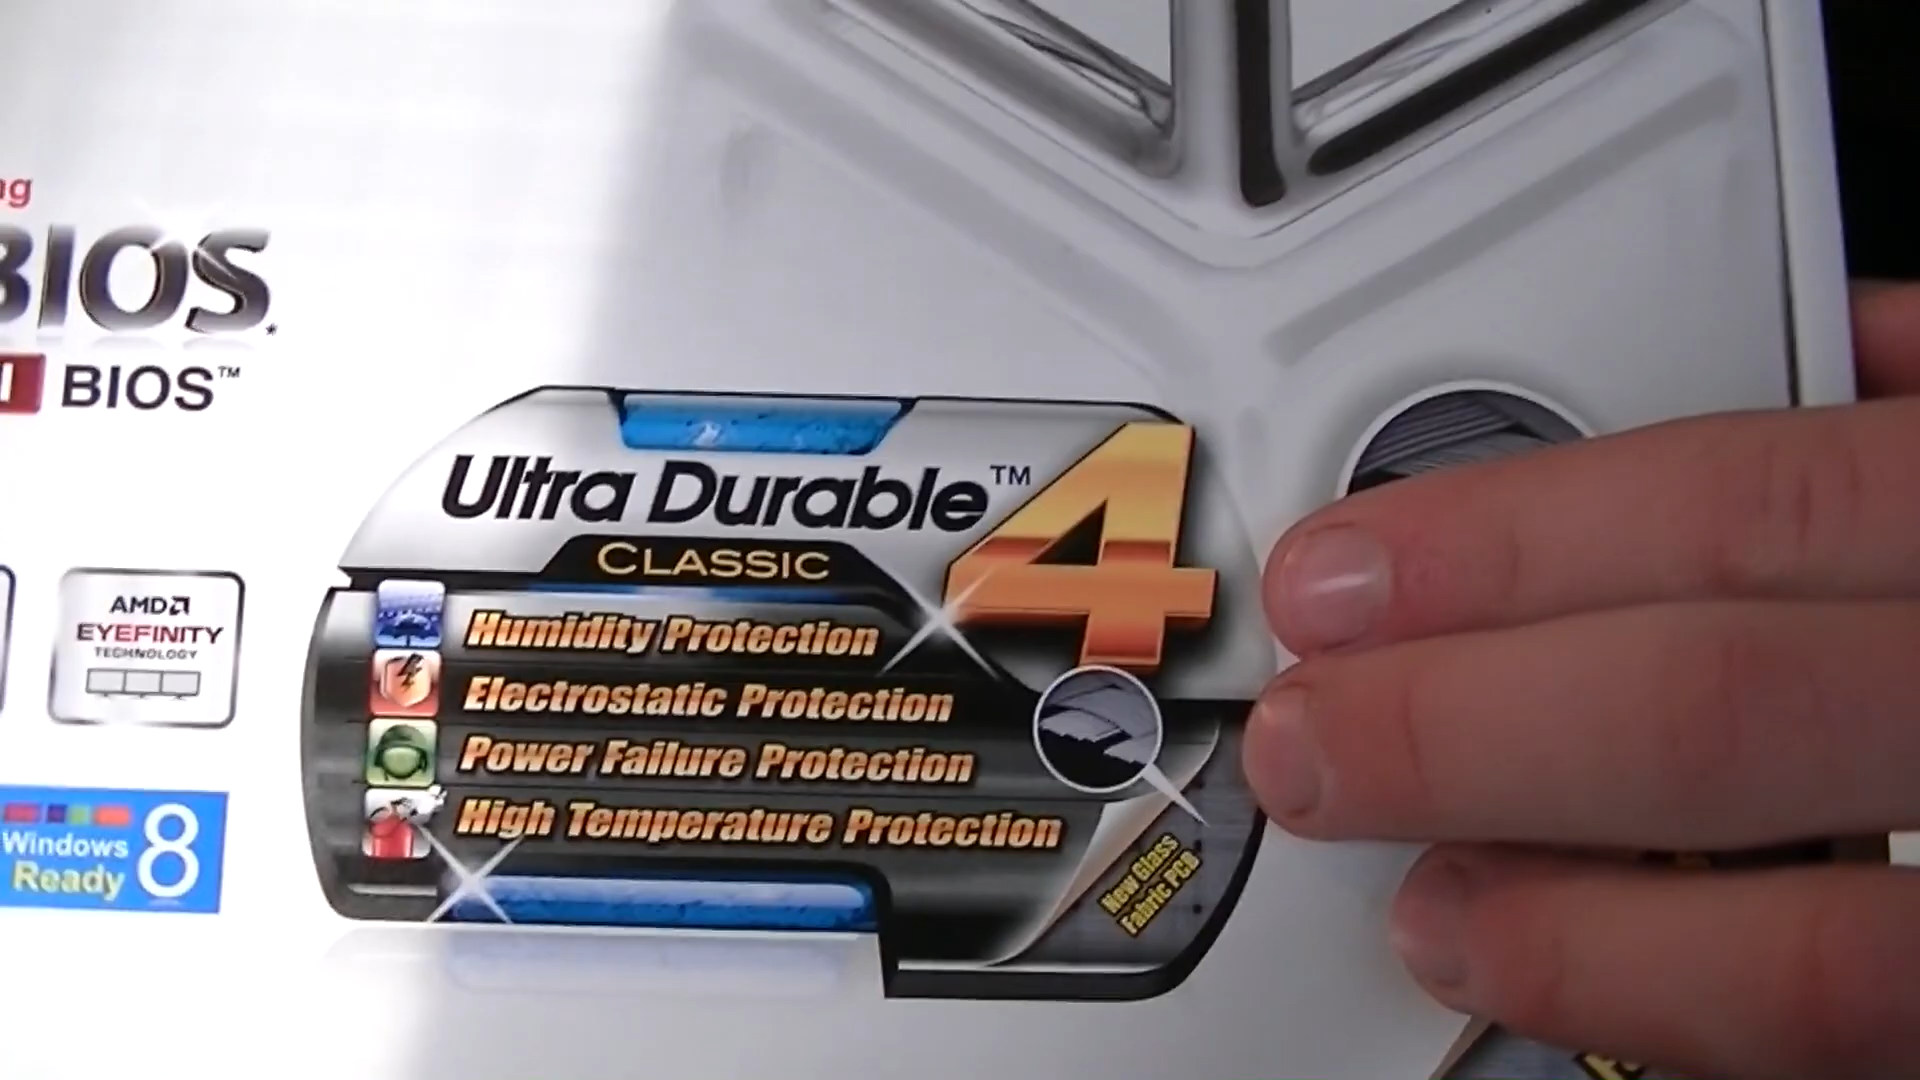 BIOS
BIOS™
AMD
EYEFINITY
TECHNOLOGY
Windows 8
Ready
Ultra Durable™ 4
CLASSIC
Humidity Protection
Electrostatic Protection
Power Failure Protection
High Temperature Protection
New Glass
Fabric PCB